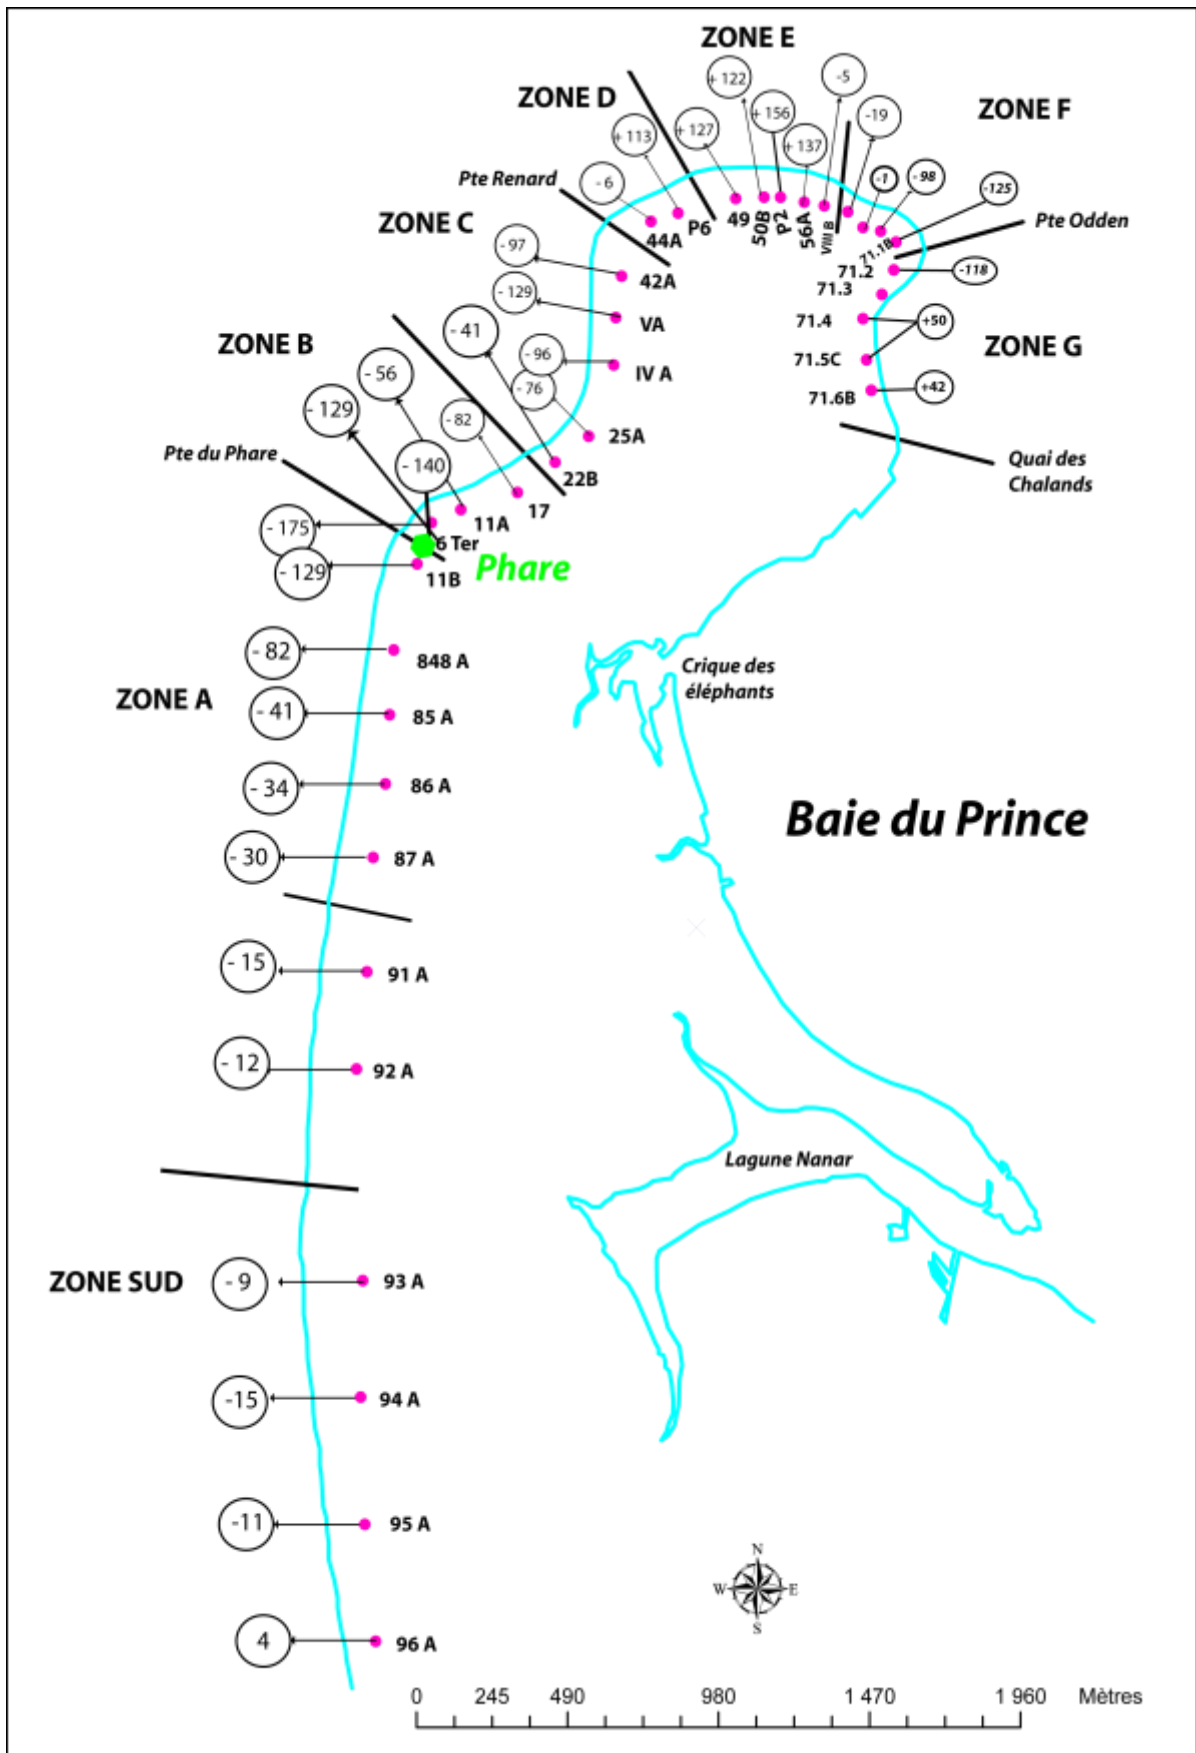 ZONE E
ZONE D
ZONE F
+ 122
-5
+ 156
-19
+ 127
+ 113
+ 137
-1
- 98
-125
Pte Renard
- 6
Pte Odden
49
50B
P2
56A
VIII B
P6
44A
71.1B
ZONE C
- 97
42A
71.2
-118
71.3
- 129
VA
71.4
+50
ZONE B
- 41
ZONE G
- 96
IV A
71.5C
- 56
- 76
71.6B
+42
- 129
- 82
25A
Pte du Phare
- 140
22B
Quai des
Chalands
17
11A
- 175
6 Ter
- 129
11B
Phare
- 82
848 A
Crique des
éléphants
ZONE A
- 41
85 A
- 34
86 A
Baie du Prince
- 30
87 A
- 15
91 A
- 12
92 A
Lagune Nanar
ZONE SUD
- 9
93 A
-15
94 A
-11
95 A
N
W E
S
4
96 A
0 245 490 980 1 470 1 960 Mètres